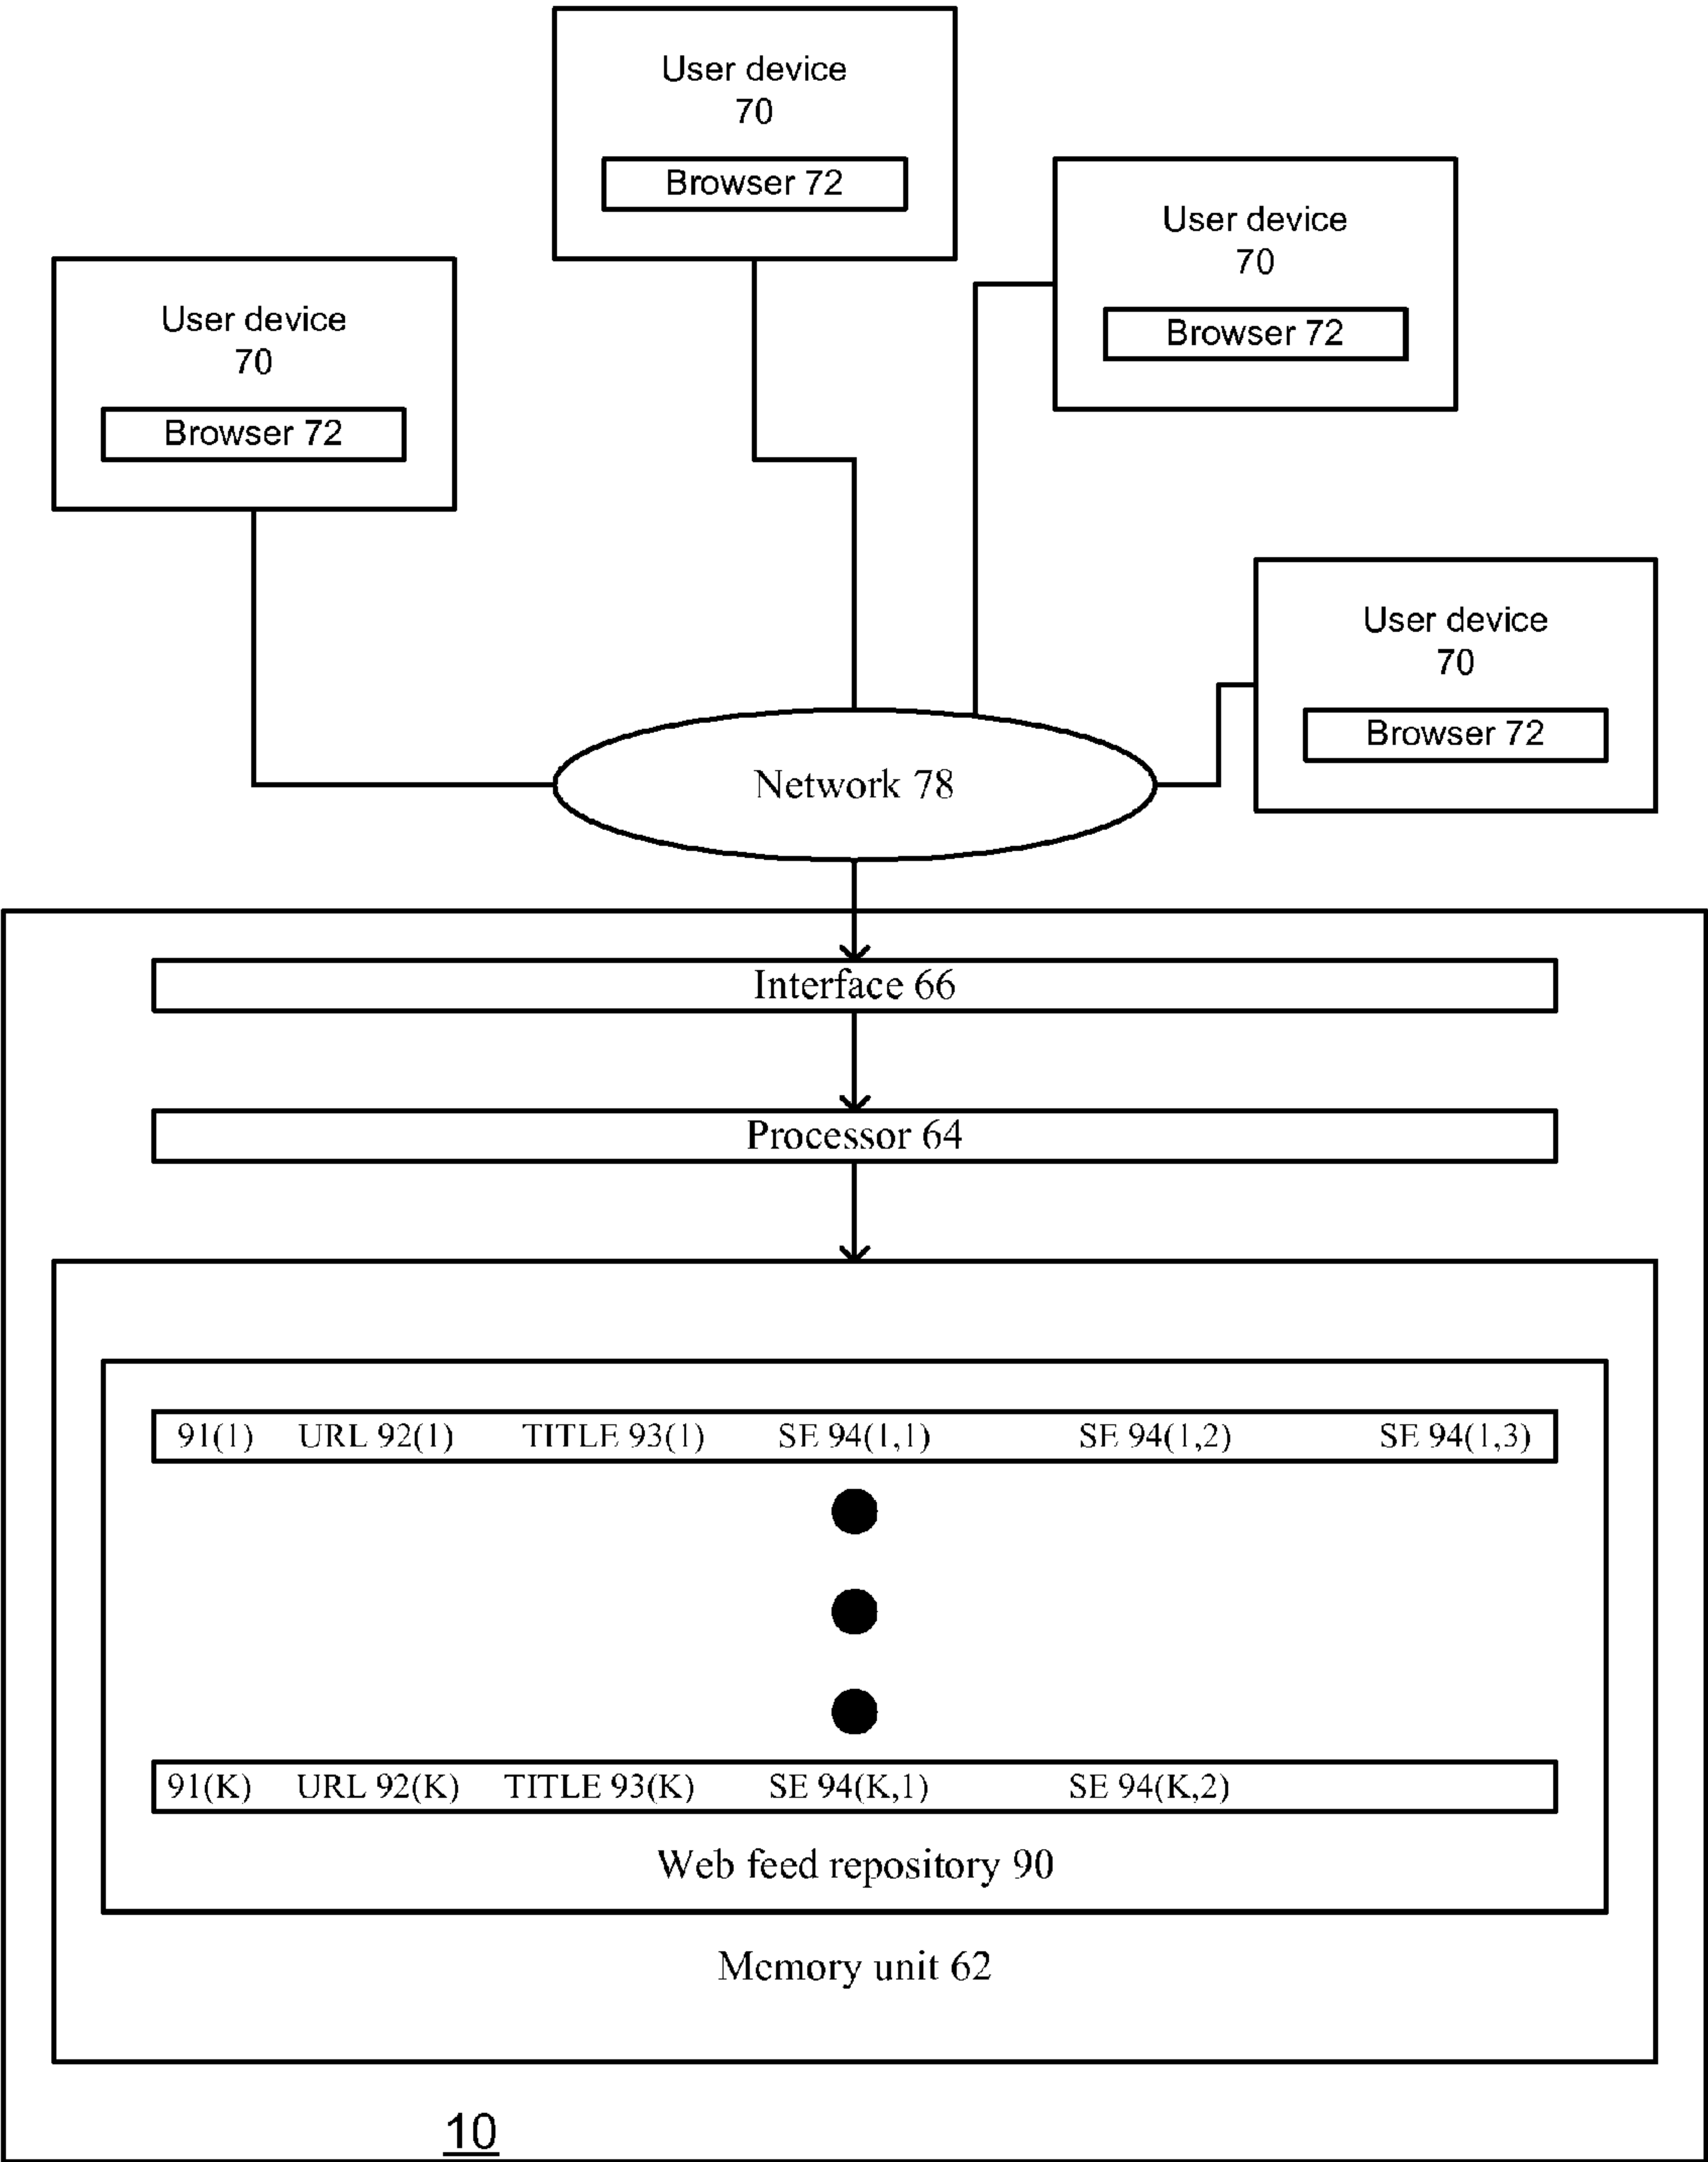 User device
70
Browser 72
User device
70
Browser 72
User device
70
Browser 72
User device
70
Browser 72
Network 78
Interface 66
Processor 64
91(1) URL 92(1) TITLE 93(1) SE 94(1,1) SE 94(1,2) SE 94(1,3)
91(K) URL 92(K) TITLE 93(K) SE 94(K,1) SE 94(K,2)
Web feed repository 90
Memory unit 62
10